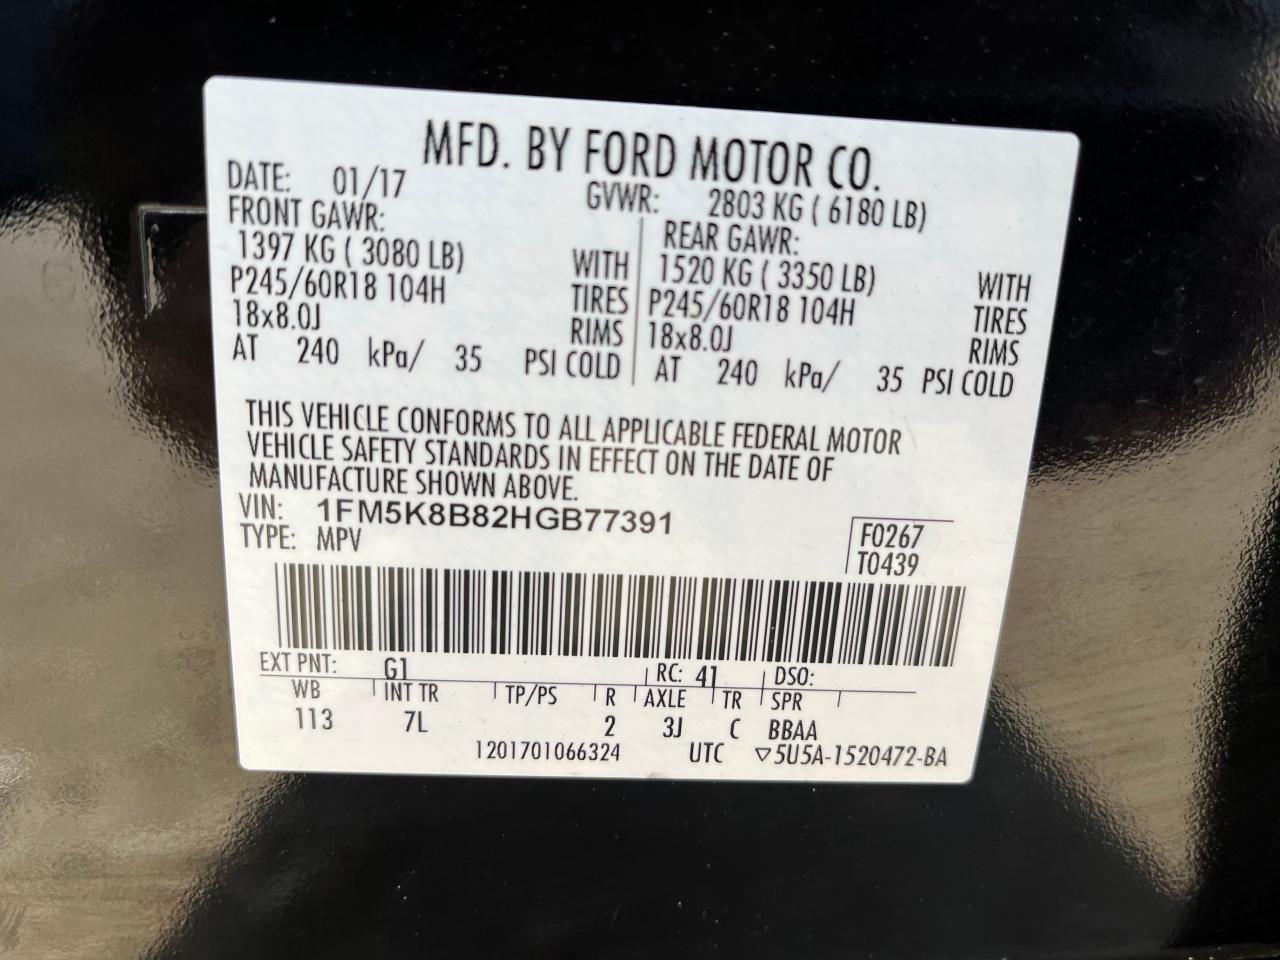 MFD. BY FORD MOTOR CO.
DATE: 01/17 GVWR: 2803 KG ( 6180 LB)
FRONT GAWR: REAR GAWR:
1397 KG ( 3080 LB) WITH 1520 KG ( 3350 LB) WITH
P245/60R18 104H TIRES P245/60R18 104H TIRES
18x8.0J RIMS 18x8.0J RIMS
AT 240 kPa/ 35 PSI COLD AT 240 kPa/ 35 PSI COLD
THIS VEHICLE CONFORMS TO ALL APPLICABLE FEDERAL MOTOR
VEHICLE SAFETY STANDARDS IN EFFECT ON THE DATE OF
MANUFACTURE SHOWN ABOVE.
VIN: 1FM5K8B82HGB77391
TYPE: MPV F0267
T0439
EXT PNT: G1 RC: 41 DSO:
WB INT TR TP/PS R AXLE TR SPR
113 7L 2 3J C BBAA
1201701066324 UTC ▽5U5A-1520472-BA